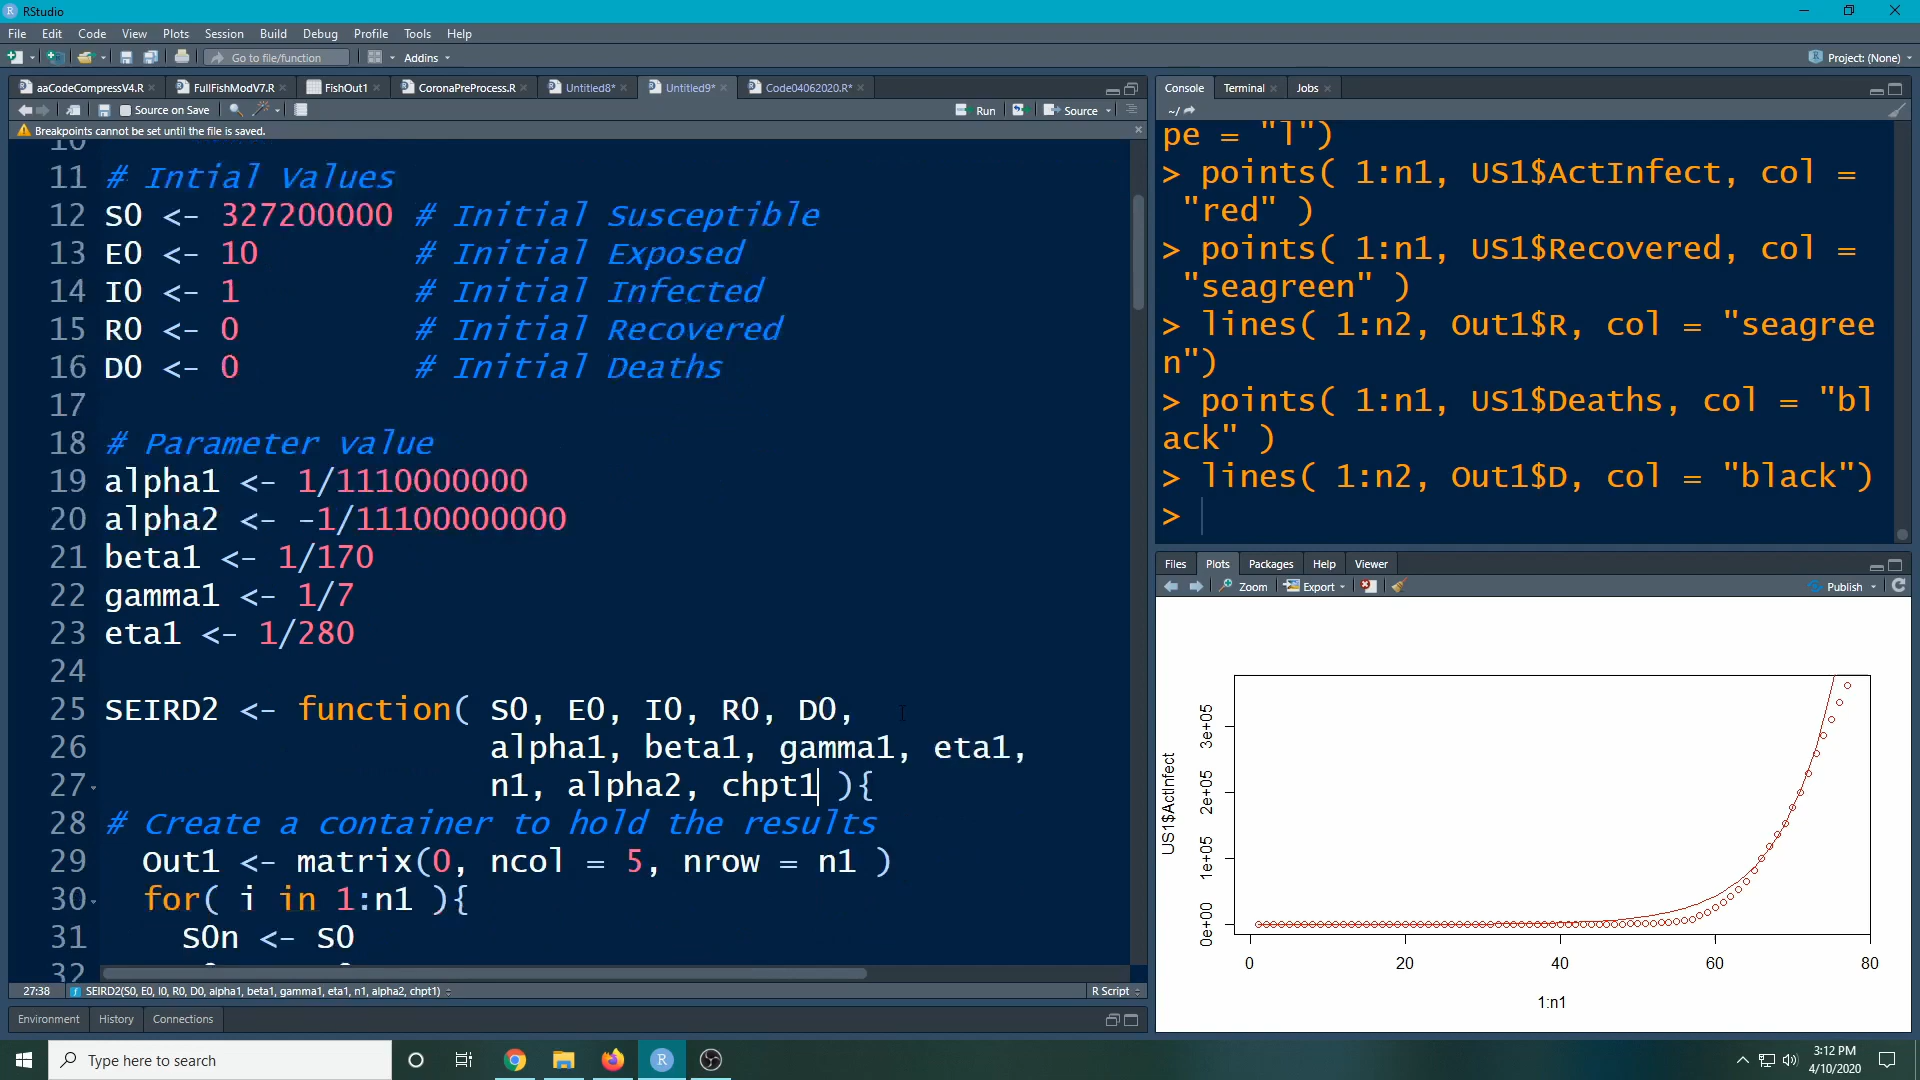 RStudio
File Edit Code View Plots Session Build Debug Profile Tools Help
Go to file/function Addins Project: (None)
aaCodeCompressV4.R FullFishModV7.R FishOut1 CoronaPreProcess.R Untitled8* Untitled9* Code04062020.R*
Source on Save Run Source
Breakpoints cannot be set until the file is saved.
10
11 # Intial Values
12 S0 <- 327200000 # Initial Susceptible
13 E0 <- 10 # Initial Exposed
14 I0 <- 1 # Initial Infected
15 R0 <- 0 # Initial Recovered
16 D0 <- 0 # Initial Deaths
17
18 # Parameter value
19 alpha1 <- 1/1110000000
20 alpha2 <- -1/11100000000
21 beta1 <- 1/170
22 gamma1 <- 1/7
23 eta1 <- 1/280
24
25 SEIRD2 <- function( S0, E0, I0, R0, D0,
26 alpha1, beta1, gamma1, eta1,
27 n1, alpha2, chpt1 ){
28 # Create a container to hold the results
29 Out1 <- matrix(0, ncol = 5, nrow = n1 )
30 for( i in 1:n1 ){
31 S0n <- S0
32
27:38 SEIRD2(S0, E0, I0, R0, D0, alpha1, beta1, gamma1, eta1, n1, alpha2, chpt1) R Script
Environment History Connections
Console Terminal Jobs
~/
pe = "l")
> points( 1:n1, US1$ActInfect, col =
"red" )
> points( 1:n1, US1$Recovered, col =
"seagreen" )
> lines( 1:n2, Out1$R, col = "seagree
n")
> points( 1:n1, US1$Deaths, col = "bl
ack" )
> lines( 1:n2, Out1$D, col = "black")
>
Files Plots Packages Help Viewer
Zoom Export Publish
US1$ActInfect
3e+05
2e+05
1e+05
0e+00
0 20 40 60 80
1:n1
Type here to search
3:12 PM
4/10/2020